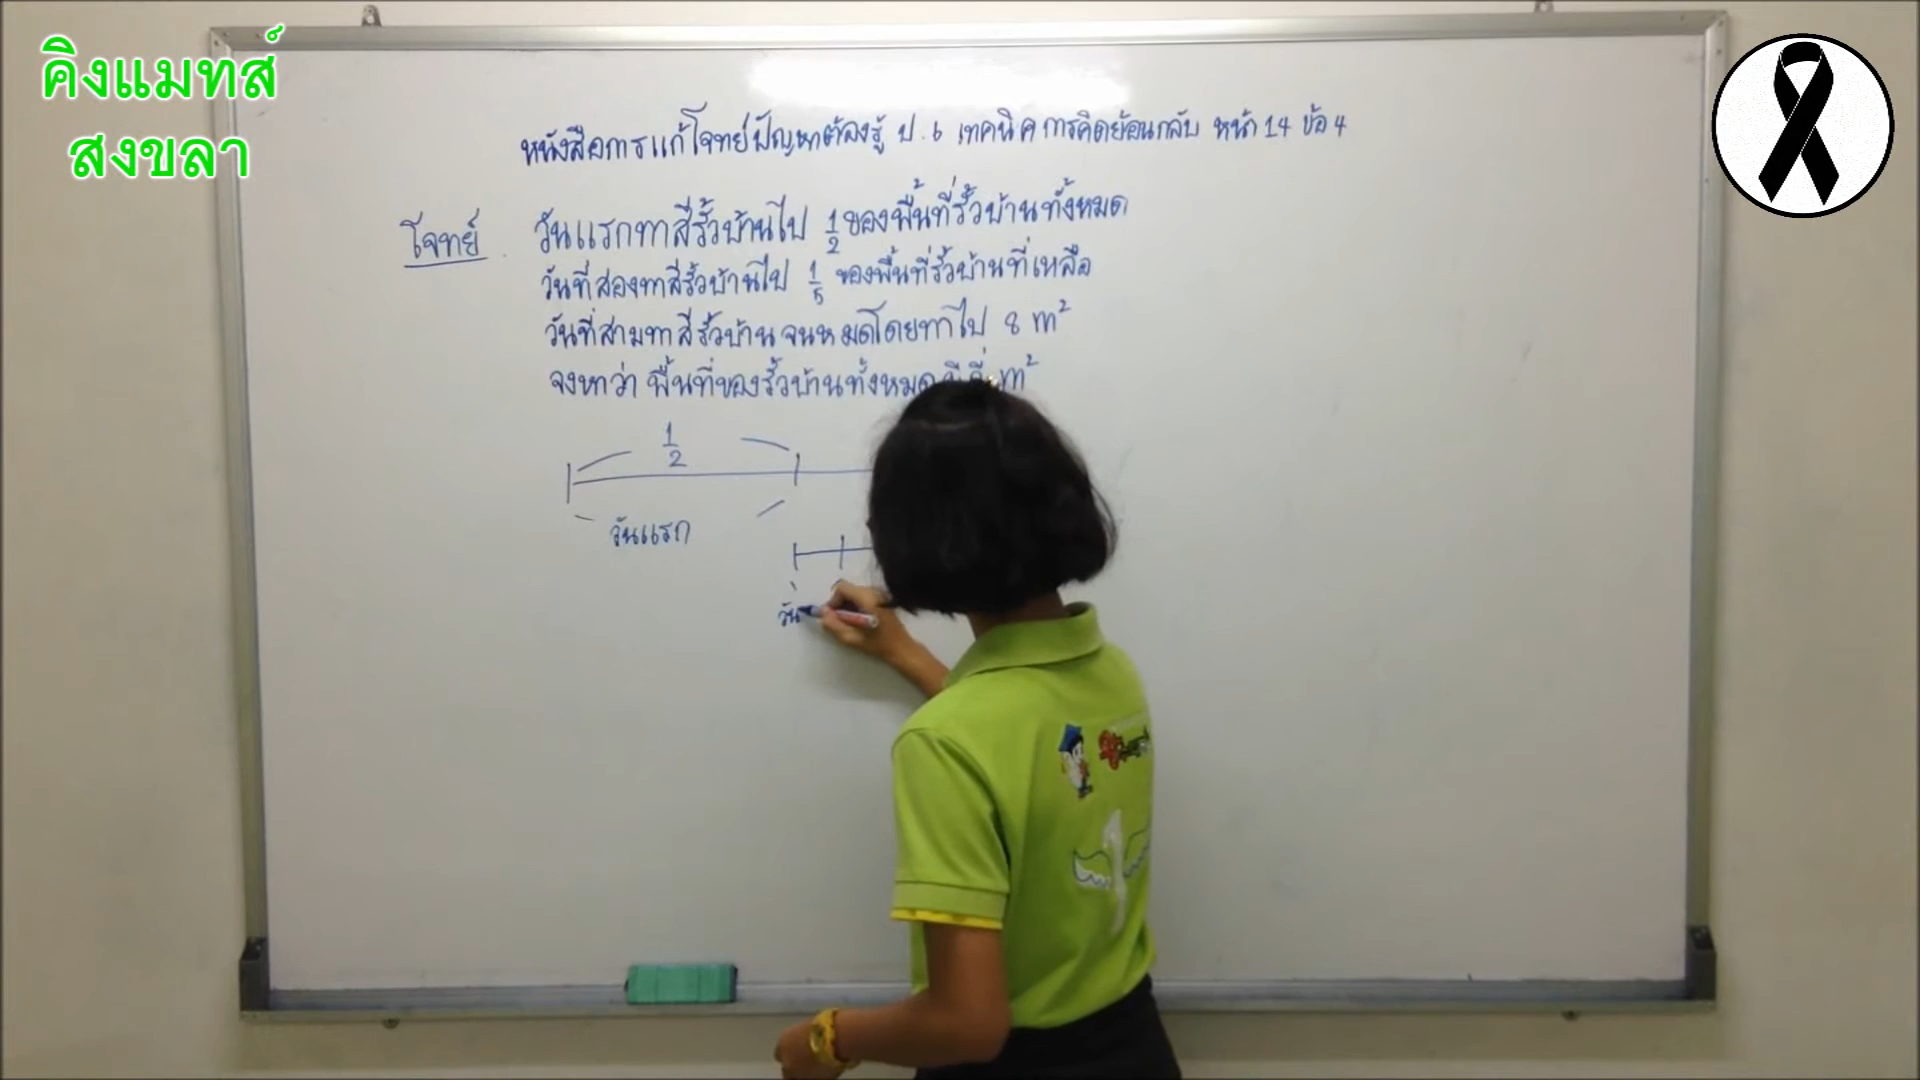 คิงแมทส์
สงขลา
หนังสือการแก้โจทย์ปัญหาต้องรู้ ป.6 เทคนิคการคิดย้อนกลับ หน้า 14 ข้อ 4
โจทย์ วันแรกทาสีรั้วบ้านไป 1/2 ของพื้นที่รั้วบ้านทั้งหมด
วันที่สองทาสีรั้วบ้านไป 1/5 ของพื้นที่รั้วบ้านที่เหลือ
วันที่สามทาสีรั้วบ้านจนหมดโดยทาไป 8 m²
จงหาว่า พื้นที่ของรั้วบ้านทั้งหมด m²
1/2
วันแรก
วัน